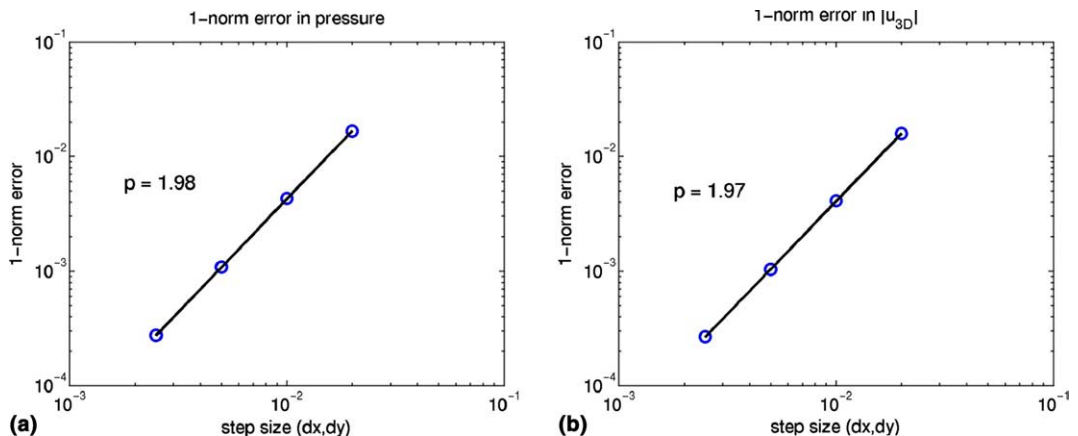 1-norm error in pressure
10^-1
10^-2
10^-3
10^-4
1-norm error
p = 1.98
10^-3
10^-2
10^-1
step size (dx,dy)
(a)
1-norm error in |u_3D|
10^-1
10^-2
10^-3
10^-4
1-norm error
p = 1.97
10^-3
10^-2
10^-1
step size (dx,dy)
(b)